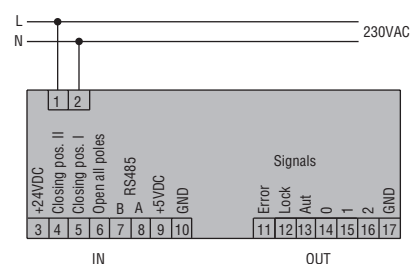 L
N
230VAC
1 2
+24VDC
Closing pos. II
Closing pos. I
Open all poles
B
RS485
A
+5VDC
GND
3 4 5 6 7 8 9 10
IN
Signals
Error
Lock
Aut
0
1
2
GND
11 12 13 14 15 16 17
OUT